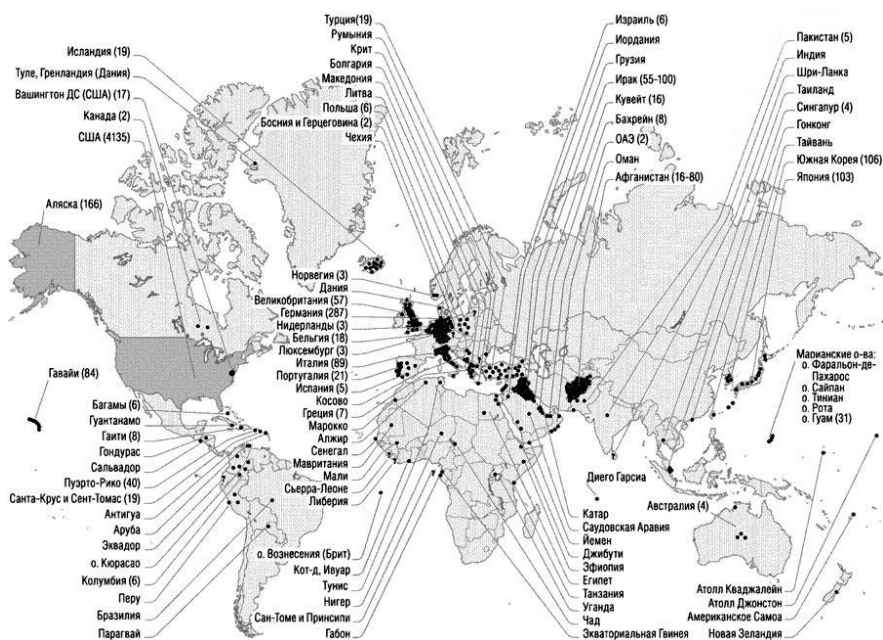 Исландия (19)
Туле, Гренландия (Дания)
Вашингтон ДС (США) (17)
Канада (2)
США (4135)
Аляска (166)
Гавайи (84)
Турция(19)
Румыния
Крит
Болгария
Македония
Литва
Польша (6)
Босния и Герцеговина (2)
Чехия
Израиль (6)
Иордания
Грузия
Ирак (55-100)
Кувейт (16)
Бахрейн (8)
ОАЭ (2)
Оман
Афганистан (16-80)
Пакистан (5)
Индия
Шри-Ланка
Таиланд
Сингапур (4)
Гонконг
Тайвань
Южная Корея (106)
Япония (103)
Норвегия (3)
Дания
Великобритания (57)
Германия (287)
Нидерланды (3)
Бельгия (18)
Люксембург (3)
Италия (89)
Португалия (21)
Испания (5)
Косово
Греция (7)
Марокко
Алжир
Сенегал
Мавритания
Мали
Сьерра-Леоне
Либерия
о. Вознесения (Брит)
Кот-д, Ивуар
Тунис
Нигер
Сан-Томе и Принсипи
Габон
Багамы (6)
Гуантанамо
Гаити (8)
Гондурас
Сальвадор
Пуэрто-Рико (40)
Санта-Крус и Сент-Томас (19)
Антигуа
Аруба
Эквадор
о. Кюрасао
Колумбия (6)
Перу
Бразилия
Парагвай
Марианские о-ва:
о. Фаральон-де-
Пахарос
о. Сайпан
о. Тиниан
о. Рота
о. Гуам (31)
Диего Гарсиа
Австралия (4)
Катар
Саудовская Аравия
Йемен
Джибути
Эфиопия
Египет
Танзания
Уганда
Чад
Экваториальная Гвинея
Атолл Кваджалейн
Атолл Джонстон
Американское Самоа
Новая Зеландия